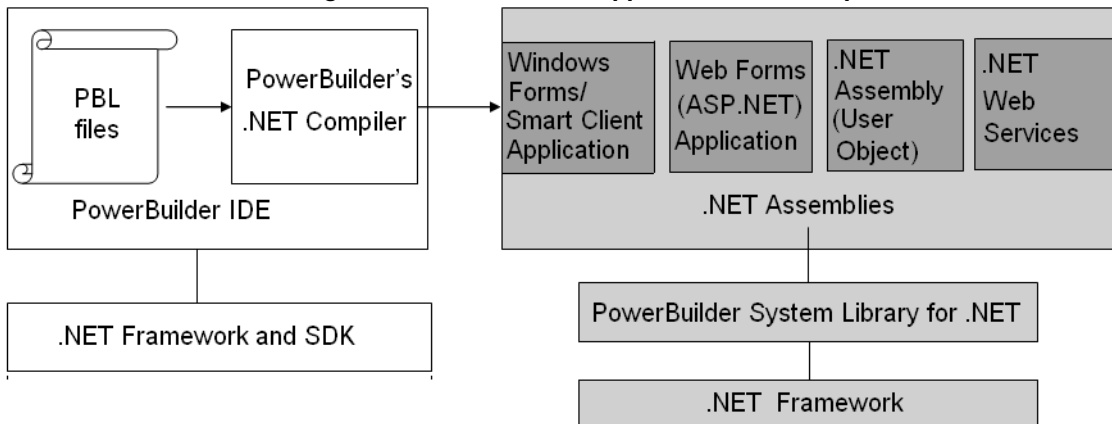 PBL
files
PowerBuilder's
.NET Compiler
PowerBuilder IDE
.NET Framework and SDK
Windows
Forms/
Smart Client
Application
Web Forms
(ASP.NET)
Application
.NET
Assembly
(User
Object)
.NET
Web
Services
.NET Assemblies
PowerBuilder System Library for .NET
.NET Framework